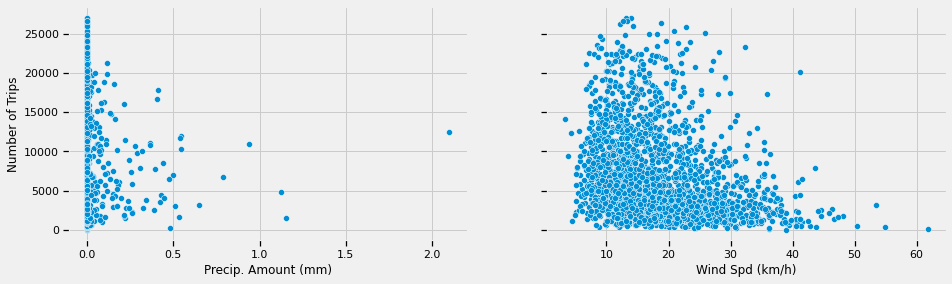 25000
20000
15000
10000
5000
0
Number of Trips
0.0 0.5 1.0 1.5 2.0
Precip. Amount (mm)
10 20 30 40 50 60
Wind Spd (km/h)